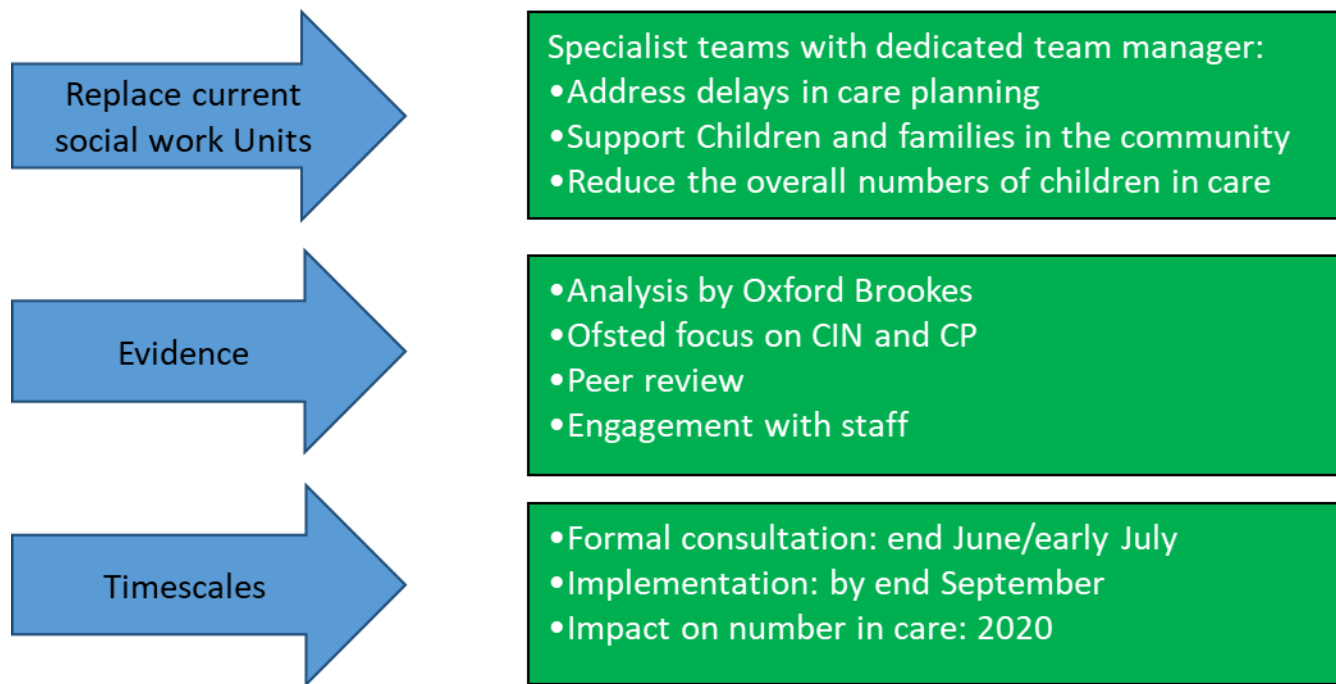 Replace current
social work Units
Specialist teams with dedicated team manager:
•Address delays in care planning
•Support Children and families in the community
•Reduce the overall numbers of children in care
Evidence
•Analysis by Oxford Brookes
•Ofsted focus on CIN and CP
•Peer review
•Engagement with staff
Timescales
•Formal consultation: end June/early July
•Implementation: by end September
•Impact on number in care: 2020